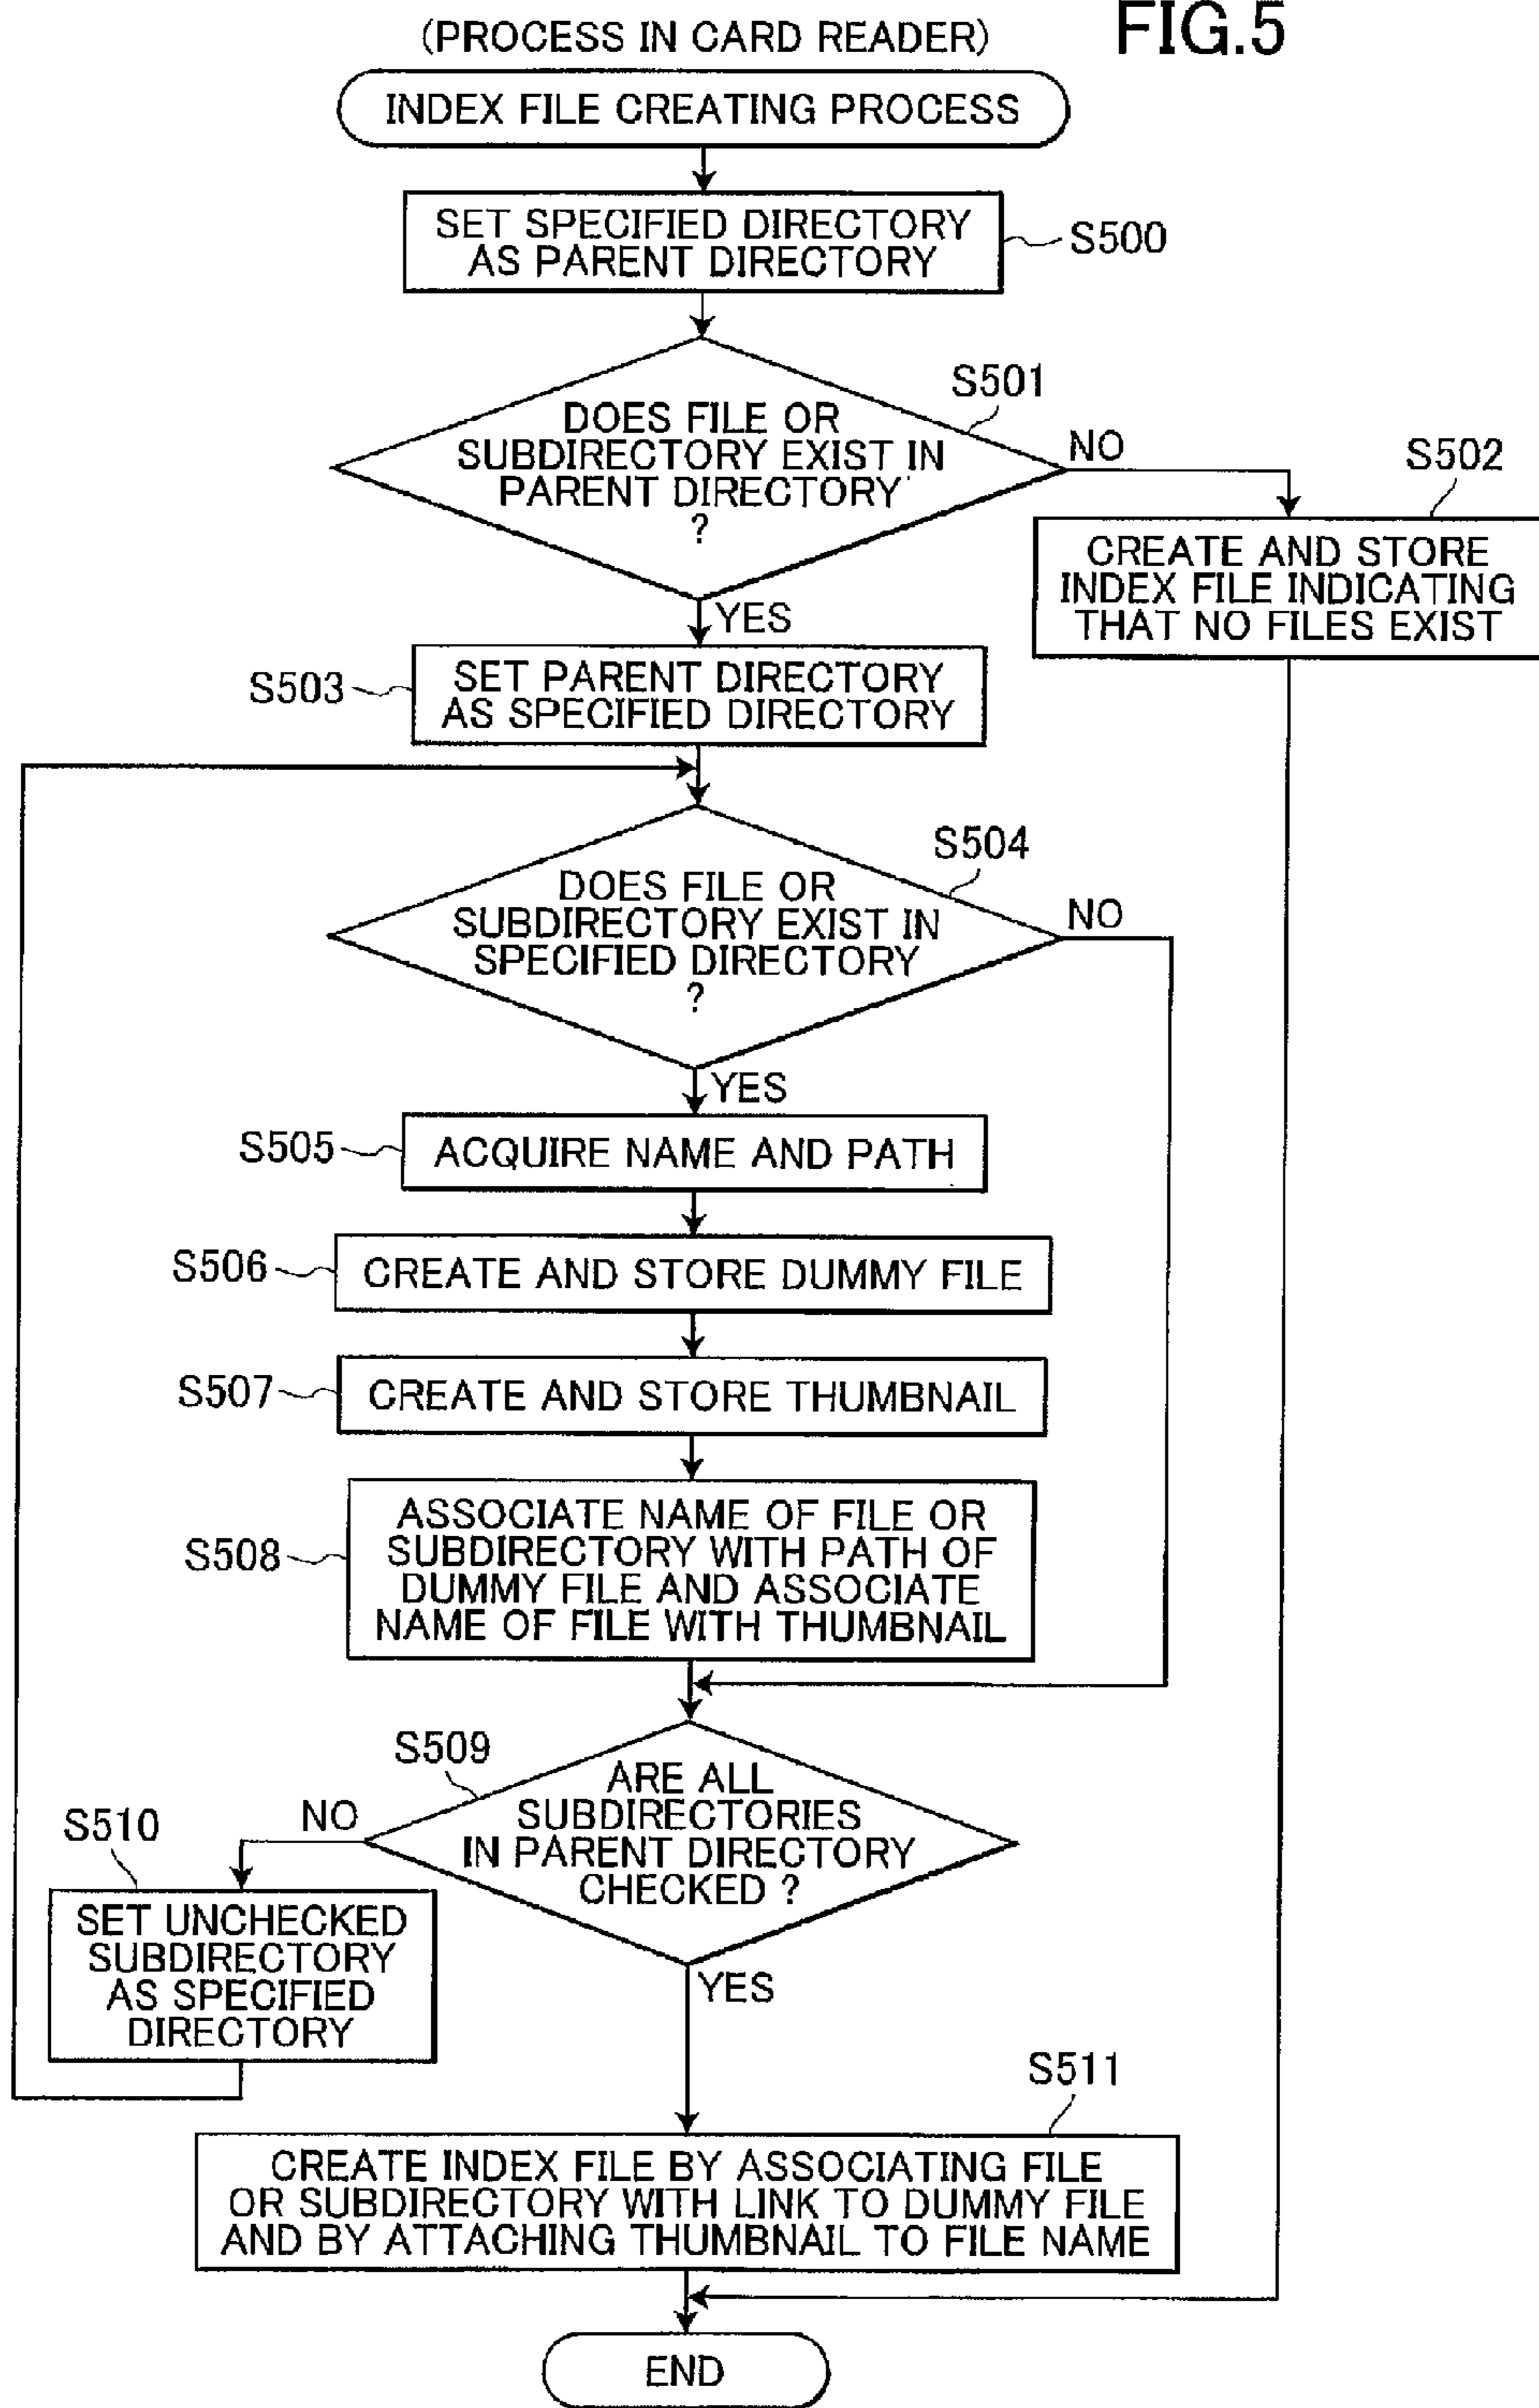 (PROCESS IN CARD READER)
FIG.5
INDEX FILE CREATING PROCESS
SET SPECIFIED DIRECTORY
AS PARENT DIRECTORY
S500
S501
DOES FILE OR
SUBDIRECTORY EXIST IN
PARENT DIRECTORY
?
NO
S502
CREATE AND STORE
INDEX FILE INDICATING
THAT NO FILES EXIST
YES
S503
SET PARENT DIRECTORY
AS SPECIFIED DIRECTORY
S504
DOES FILE OR
SUBDIRECTORY EXIST IN
SPECIFIED DIRECTORY
?
NO
YES
S505
ACQUIRE NAME AND PATH
S506
CREATE AND STORE DUMMY FILE
S507
CREATE AND STORE THUMBNAIL
S508
ASSOCIATE NAME OF FILE OR
SUBDIRECTORY WITH PATH OF
DUMMY FILE AND ASSOCIATE
NAME OF FILE WITH THUMBNAIL
S509
ARE ALL
SUBDIRECTORIES
IN PARENT DIRECTORY
CHECKED ?
NO
S510
SET UNCHECKED
SUBDIRECTORY
AS SPECIFIED
DIRECTORY
YES
S511
CREATE INDEX FILE BY ASSOCIATING FILE
OR SUBDIRECTORY WITH LINK TO DUMMY FILE
AND BY ATTACHING THUMBNAIL TO FILE NAME
END